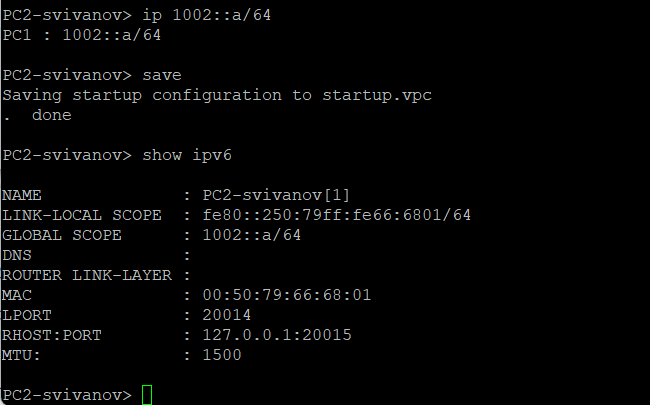 PC2-svivanov> ip 1002::a/64
PC1 : 1002::a/64
PC2-svivanov> save
Saving startup configuration to startup.vpc
.  done
PC2-svivanov> show ipv6
NAME              : PC2-svivanov[1]
LINK-LOCAL SCOPE  : fe80::250:79ff:fe66:6801/64
GLOBAL SCOPE      : 1002::a/64
DNS               :
ROUTER LINK-LAYER :
MAC               : 00:50:79:66:68:01
LPORT             : 20014
RHOST:PORT        : 127.0.0.1:20015
MTU:              : 1500
PC2-svivanov>